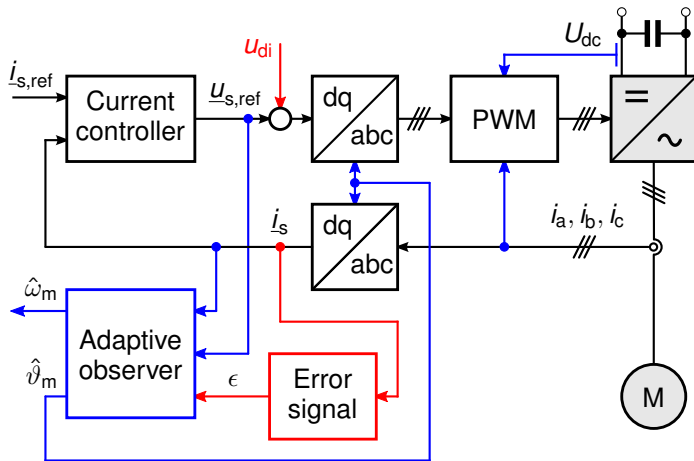 u_di
U_dc
i_s,ref
u_s,ref
Current
controller
dq
abc
PWM
=
~
i_s
dq
abc
i_a, i_b, i_c
ω̂_m
Adaptive
observer
ϑ̂_m
ϵ
Error
signal
M